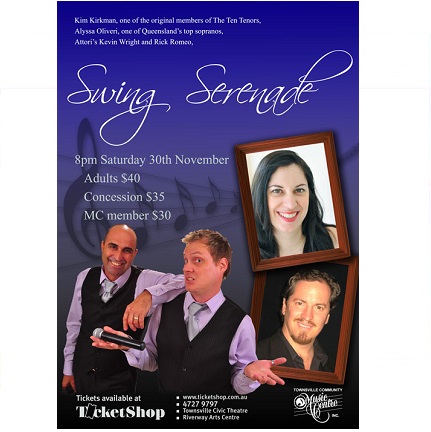 Kim Kirkman, one of the original members of The Ten Tenors,
Alyssa Oliveri, one of Queensland's top sopranos,
Attori's Kevin Wright and Rick Romeo,
Swing Serenade
8pm Saturday 30th November
Adults $40
Concession $35
MC member $30
Tickets available at
TicketShop
www.ticketshop.com.au
4727 9797
Townsville Civic Theatre
Riverway Arts Centre
TOWNSVILLE COMMUNITY
Music Centre
INC.